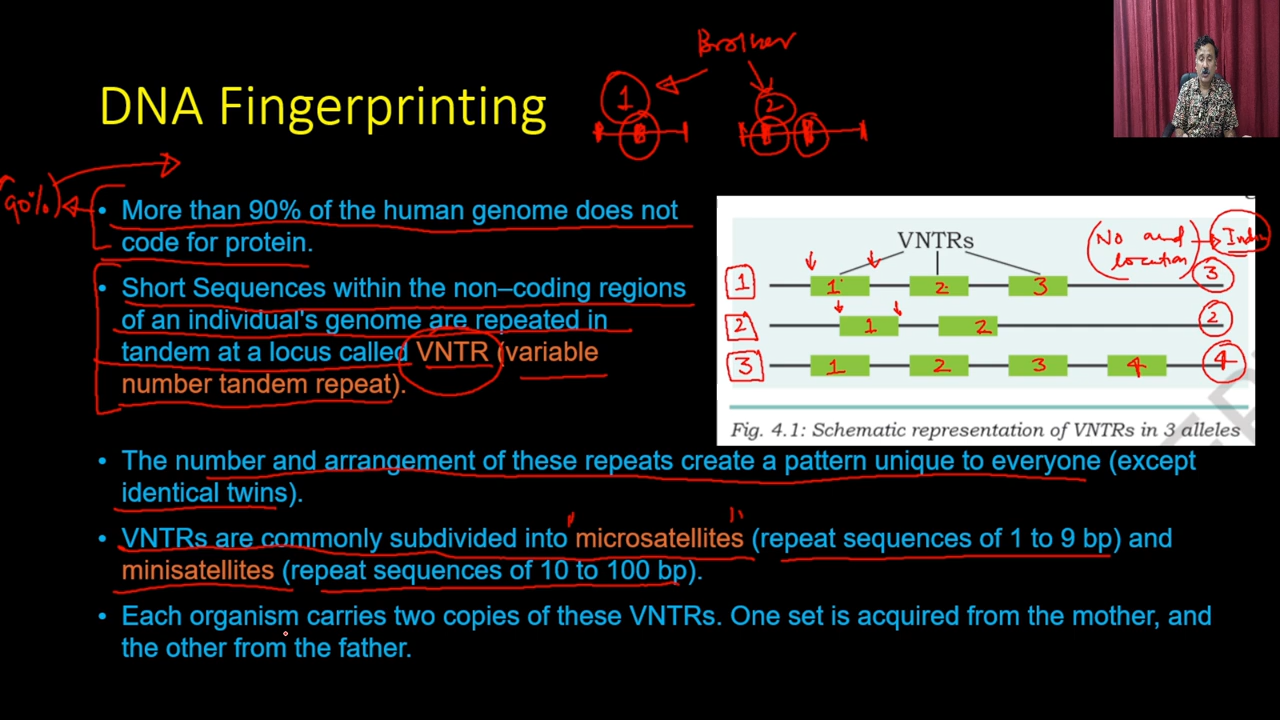 Brother
DNA Fingerprinting
1
2
90%
• More than 90% of the human genome does not
code for protein.
• Short Sequences within the non–coding regions
of an individual's genome are repeated in
tandem at a locus called VNTR (variable
number tandem repeat).
VNTRs
No and
location
1 1 2 3 3
2 1 2 2
3 1 2 3 4 4
Fig. 4.1: Schematic representation of VNTRs in 3 alleles
• The number and arrangement of these repeats create a pattern unique to everyone (except
identical twins).
• VNTRs are commonly subdivided into "microsatellites" (repeat sequences of 1 to 9 bp) and
minisatellites (repeat sequences of 10 to 100 bp).
• Each organism carries two copies of these VNTRs. One set is acquired from the mother, and
the other from the father.